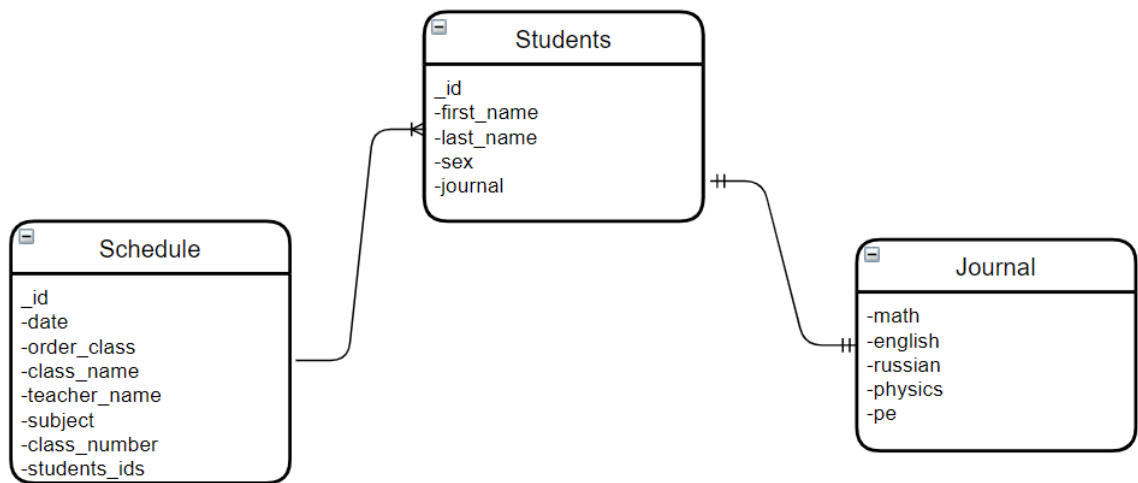 Students
_id
-first_name
-last_name
-sex
-journal
Schedule
_id
-date
-order_class
-class_name
-teacher_name
-subject
-class_number
-students_ids
Journal
-math
-english
-russian
-physics
-pe